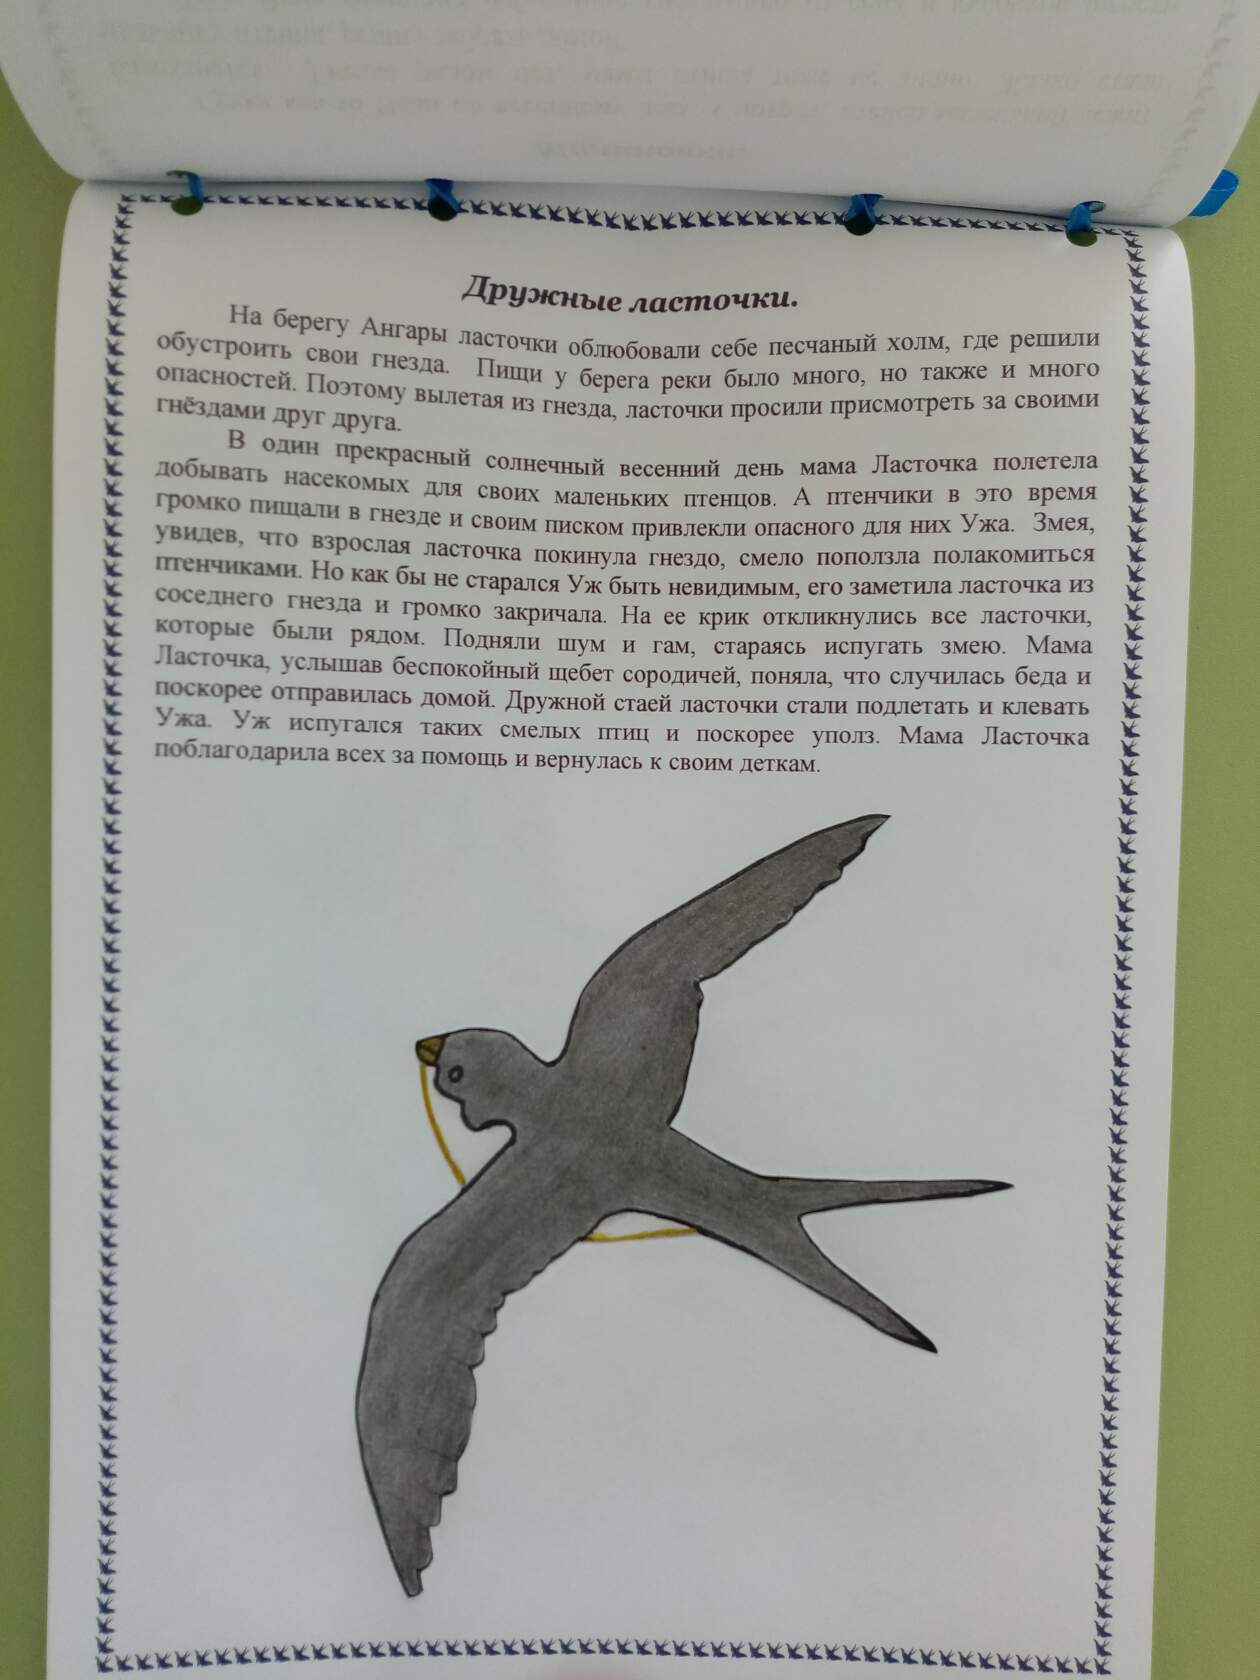 Дружные ласточки.
На берегу Ангары ласточки облюбовали себе песчаный холм, где решили
обустроить свои гнезда. Пищи у берега реки было много, но также и много
опасностей. Поэтому вылетая из гнезда, ласточки просили присмотреть за своими
гнёздами друг друга.
В один прекрасный солнечный весенний день мама Ласточка полетела
добывать насекомых для своих маленьких птенцов. А птенчики в это время
громко пищали в гнезде и своим писком привлекли опасного для них Ужа. Змея,
увидев, что взрослая ласточка покинула гнездо, смело поползла полакомиться
птенчиками. Но как бы не старался Уж быть невидимым, его заметила ласточка из
соседнего гнезда и громко закричала. На ее крик откликнулись все ласточки,
которые были рядом. Подняли шум и гам, стараясь испугать змею. Мама
Ласточка, услышав беспокойный щебет сородичей, поняла, что случилась беда и
поскорее отправилась домой. Дружной стаей ласточки стали подлетать и клевать
Ужа. Уж испугался таких смелых птиц и поскорее уполз. Мама Ласточка
поблагодарила всех за помощь и вернулась к своим деткам.